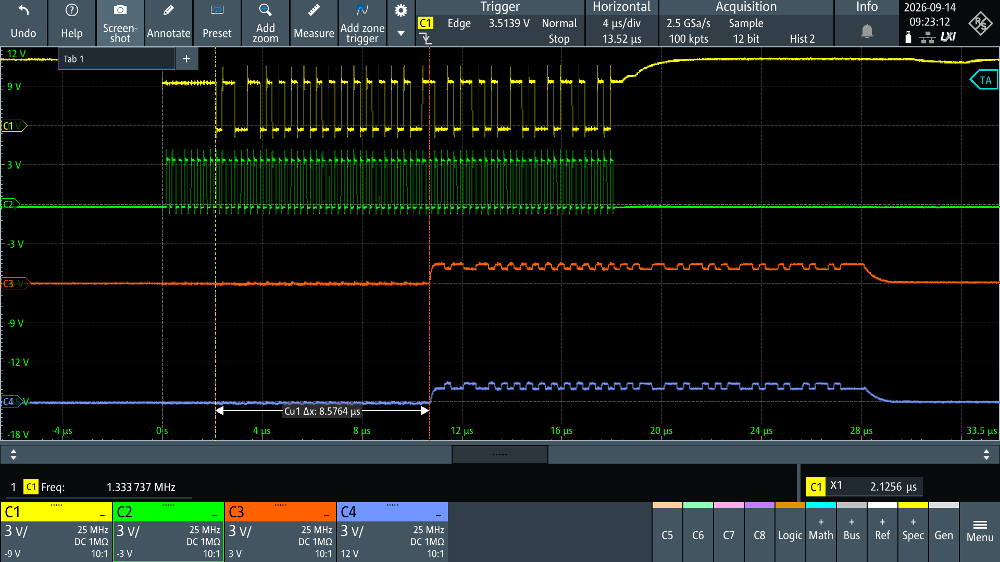 Undo
Help
Screen-
shot
Annotate
Preset
Add
zoom
Measure
Add zone
trigger
Trigger
C1 Edge 3.5139 V Normal
Stop
Horizontal
4 µs/div
13.52 µs
Acquisition
2.5 GSa/s Sample
100 kpts 12 bit Hist 2
Info
2026-09-14
09:23:12
LXI
R&S
Tab 1 +
12 V
9 V
TA
C1 V
3 V
C2
-3 V
C3 V
-9 V
-12 V
C4 V
Cu1 Δx: 8.5764 µs
-18 V
-4 µs 0 s 4 µs 8 µs 12 µs 16 µs 20 µs 24 µs 28 µs 33.5 µs
1 C1 Freq: 1.333 737 MHz
C1 X1 2.1256 µs
C1
3 V/ 25 MHz
DC 1MΩ
-9 V 10:1
C2
3 V/ 25 MHz
DC 1MΩ
-3 V 10:1
C3
3 V/ 25 MHz
DC 1MΩ
3 V 10:1
C4
3 V/ 25 MHz
DC 1MΩ
12 V 10:1
C5
C6
C7
C8
Logic
+
Math
+
Bus
+
Ref
+
Spec
Gen
Menu